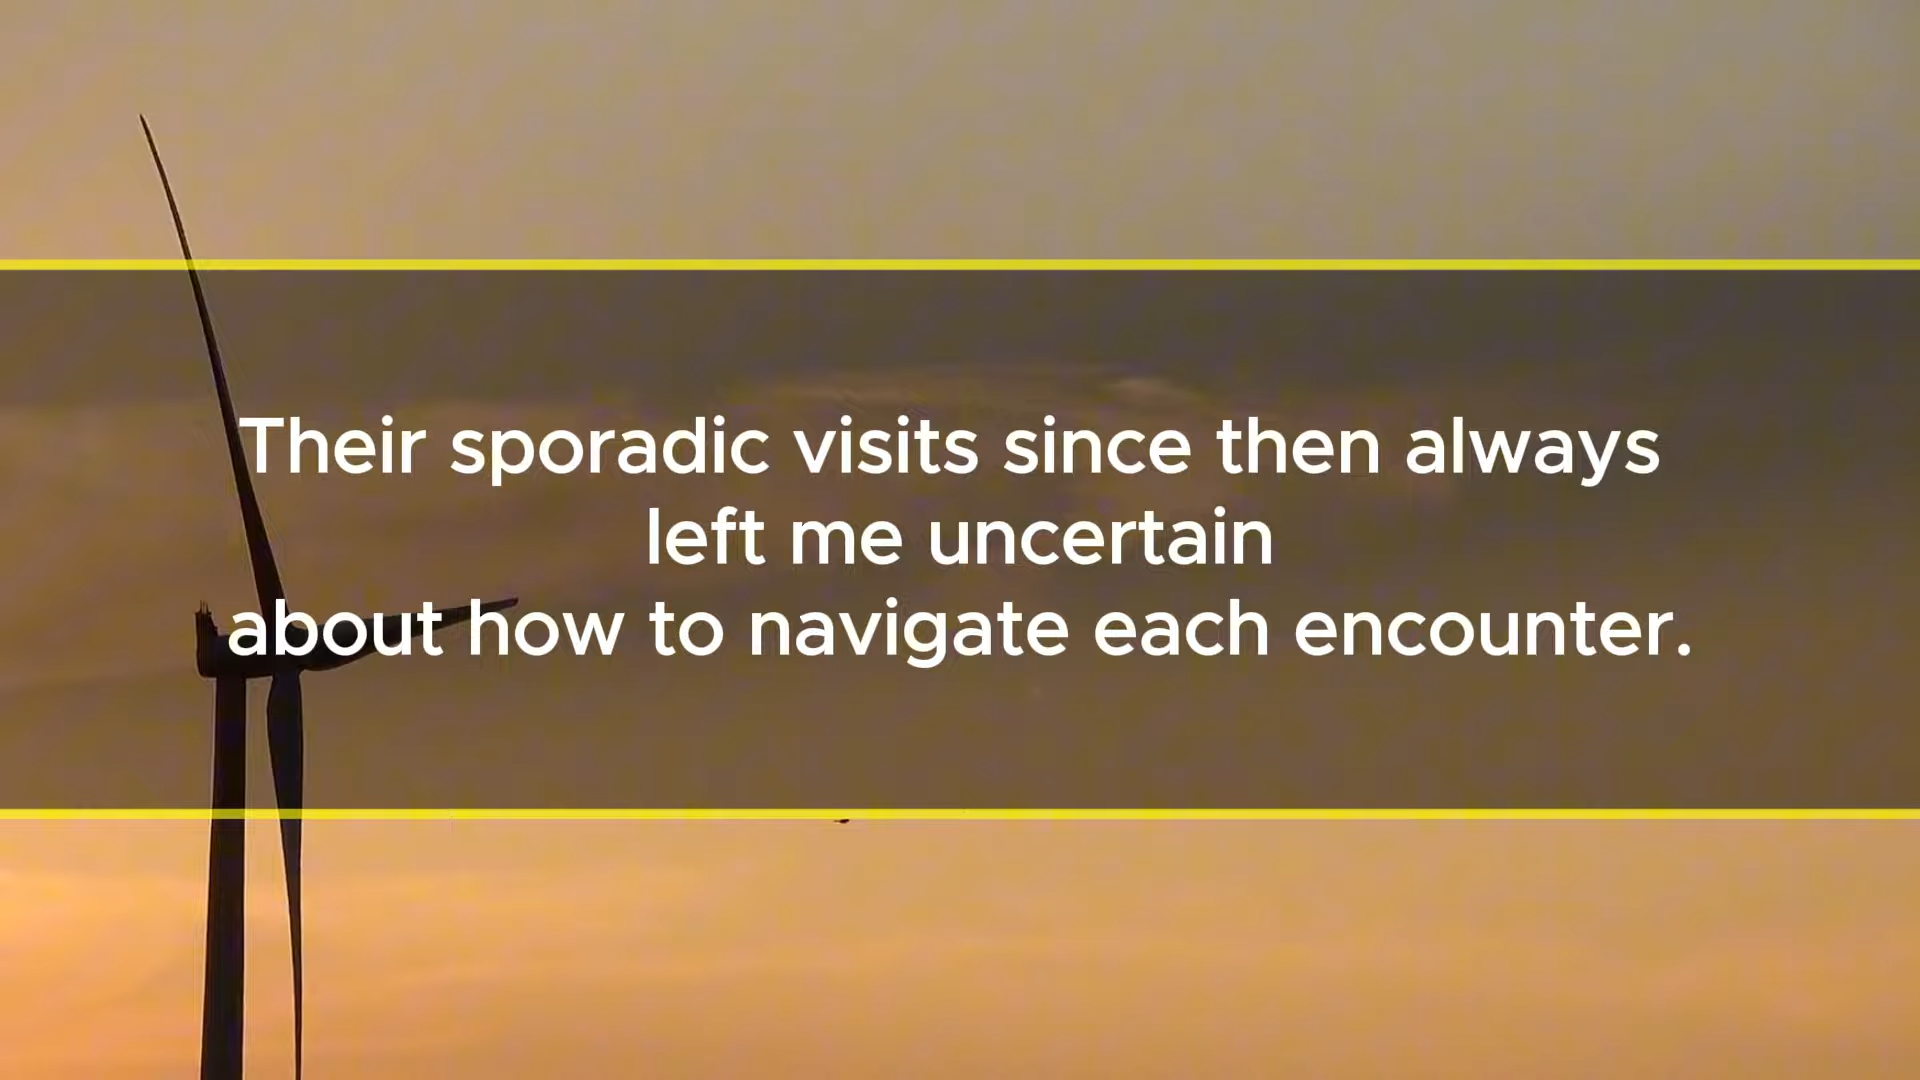 Their sporadic visits since then always
left me uncertain
about how to navigate each encounter.